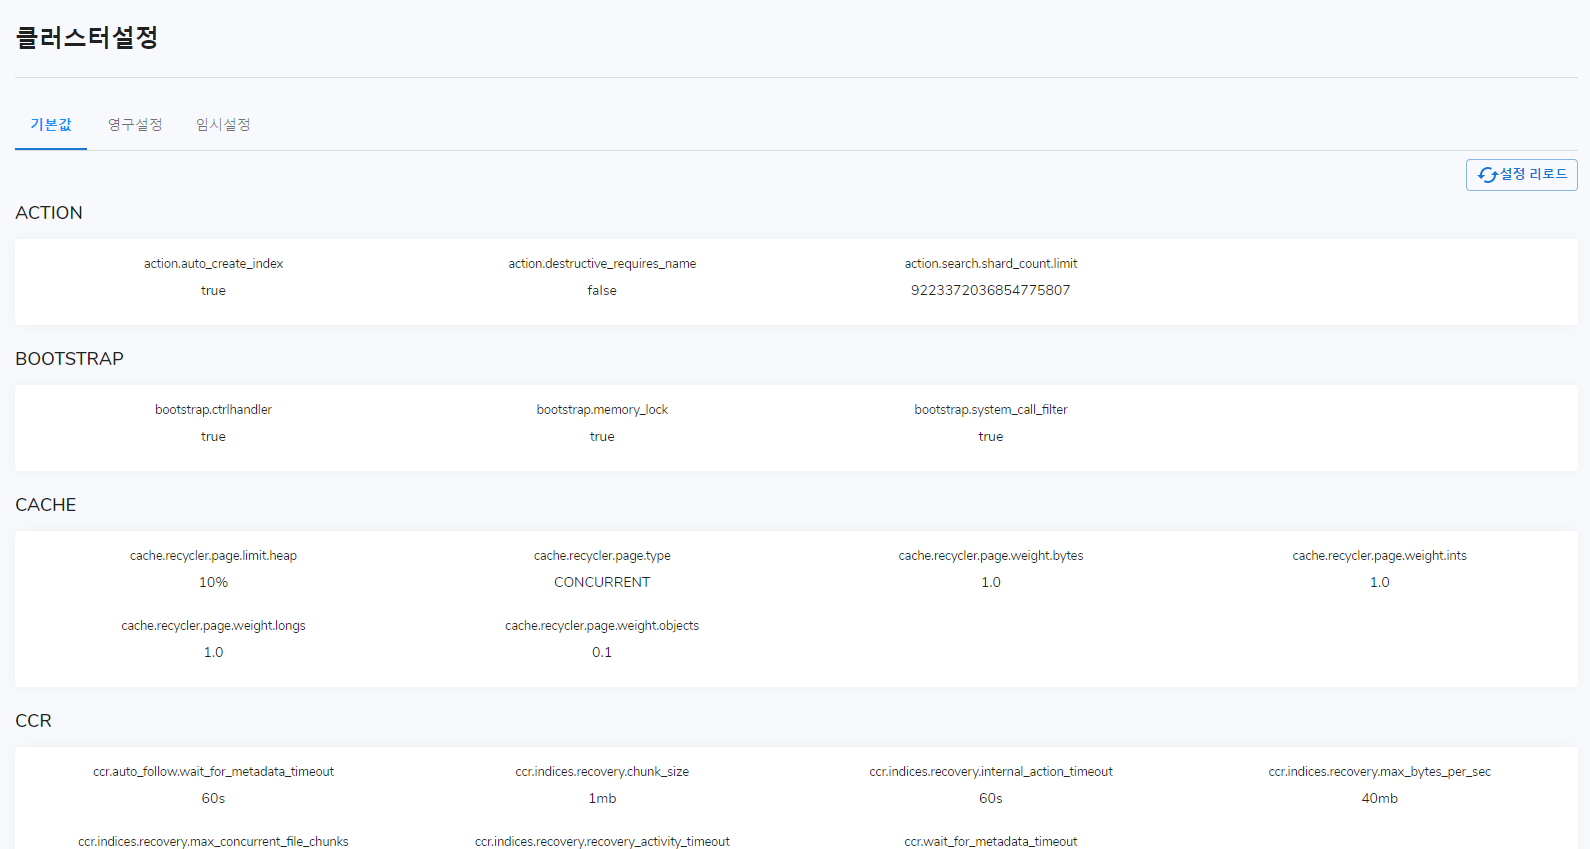 클러스터설정
기본값 영구설정 임시설정
설정 리로드
ACTION
action.auto_create_index action.destructive_requires_name action.search.shard_count.limit
true false 9223372036854775807
BOOTSTRAP
bootstrap.ctrlhandler bootstrap.memory_lock bootstrap.system_call_filter
true true true
CACHE
cache.recycler.page.limit.heap cache.recycler.page.type cache.recycler.page.weight.bytes cache.recycler.page.weight.ints
10% CONCURRENT 1.0 1.0
cache.recycler.page.weight.longs cache.recycler.page.weight.objects
1.0 0.1
CCR
ccr.auto_follow.wait_for_metadata_timeout ccr.indices.recovery.chunk_size ccr.indices.recovery.internal_action_timeout ccr.indices.recovery.max_bytes_per_sec
60s 1mb 60s 40mb
ccr.indices.recovery.max_concurrent_file_chunks ccr.indices.recovery.recovery_activity_timeout ccr.wait_for_metadata_timeout